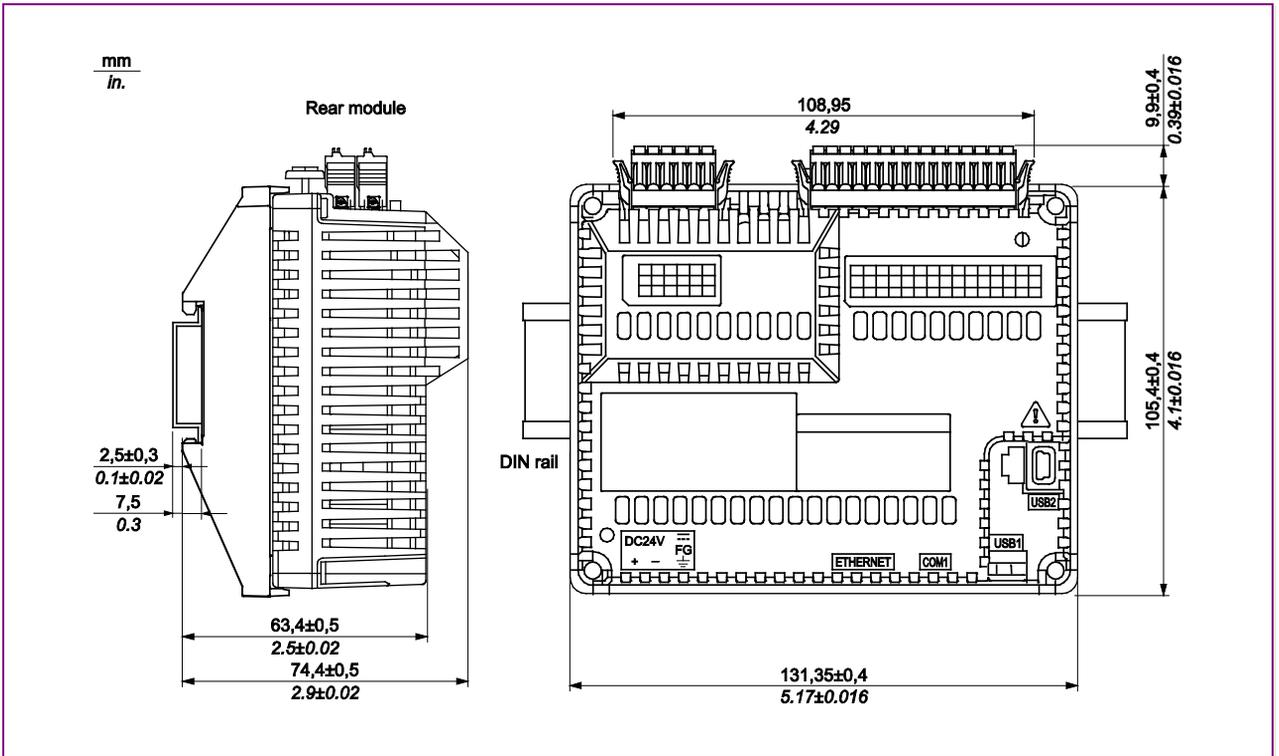 mm
in.
Rear module
108,95
4.29
9,9±0,4
0.39±0.016
105,4±0,4
4.1±0.016
DIN rail
2,5±0,3
0.1±0.02
7,5
0.3
USB2
USB1
DC24V
FG
+ −
ETHERNET
COM1
63,4±0,5
2.5±0.02
74,4±0,5
2.9±0.02
131,35±0,4
5.17±0.016